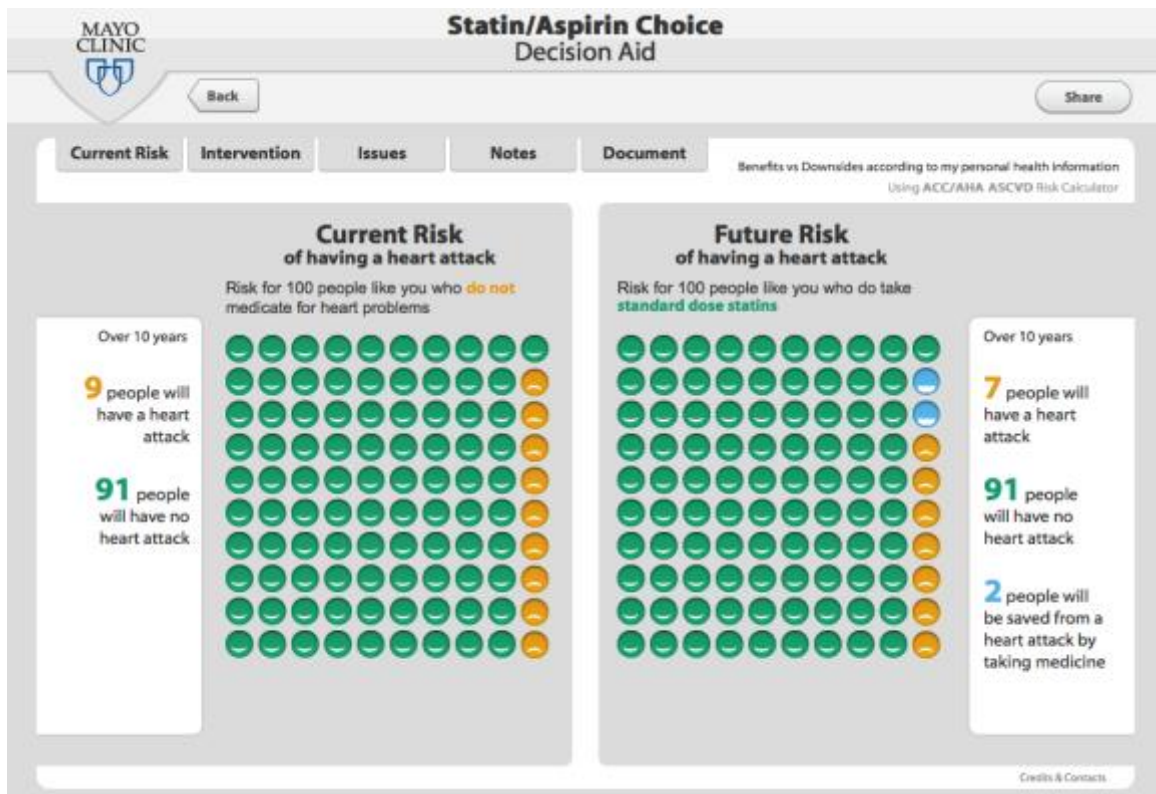 MAYO
CLINIC
Statin/Aspirin Choice
Decision Aid
Back
Share
Current Risk
Intervention
Issues
Notes
Document
Benefits vs Downsides according to my personal health information
Using ACC/AHA ASCVD Risk Calculator
Current Risk
of having a heart attack
Risk for 100 people like you who do not
medicate for heart problems
Over 10 years
9 people will
have a heart
attack
91 people
will have no
heart attack
Future Risk
of having a heart attack
Risk for 100 people like you who do take
standard dose statins
Over 10 years
7 people will
have a heart
attack
91 people
will have no
heart attack
2 people will
be saved from a
heart attack by
taking medicine
Credits & Contacts